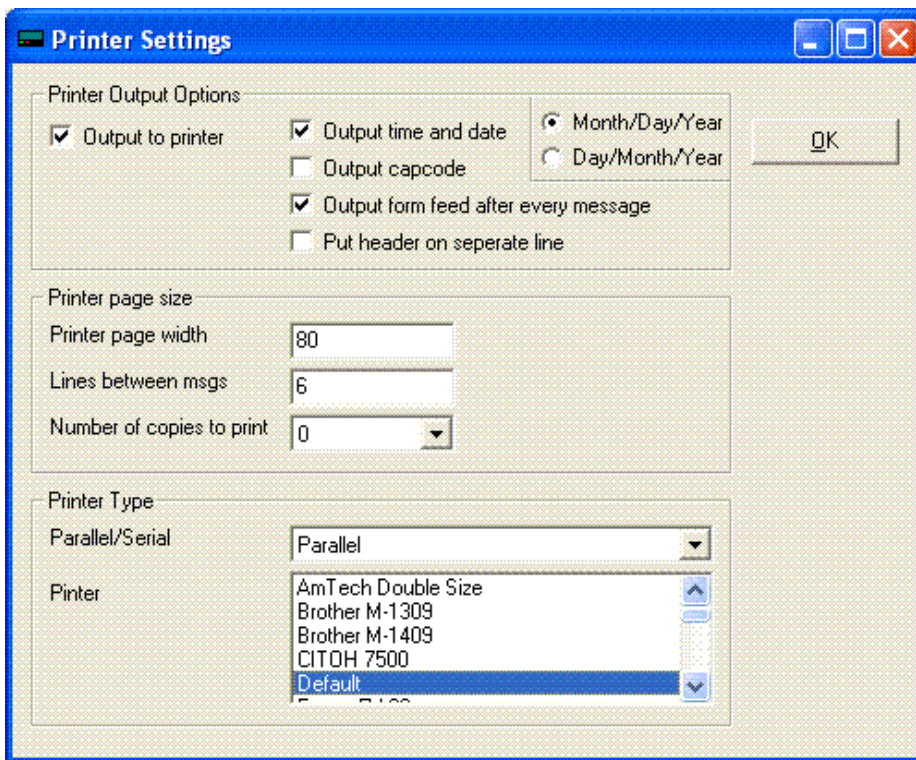 Printer Settings
Printer Output Options
Output to printer
Output time and date
Output capcode
Output form feed after every message
Put header on seperate line
Month/Day/Year
Day/Month/Year
OK
Printer page size
Printer page width
80
Lines between msgs
6
Number of copies to print
0
Printer Type
Parallel/Serial
Parallel
Pinter
AmTech Double Size
Brother M-1309
Brother M-1409
CITOH 7500
Default